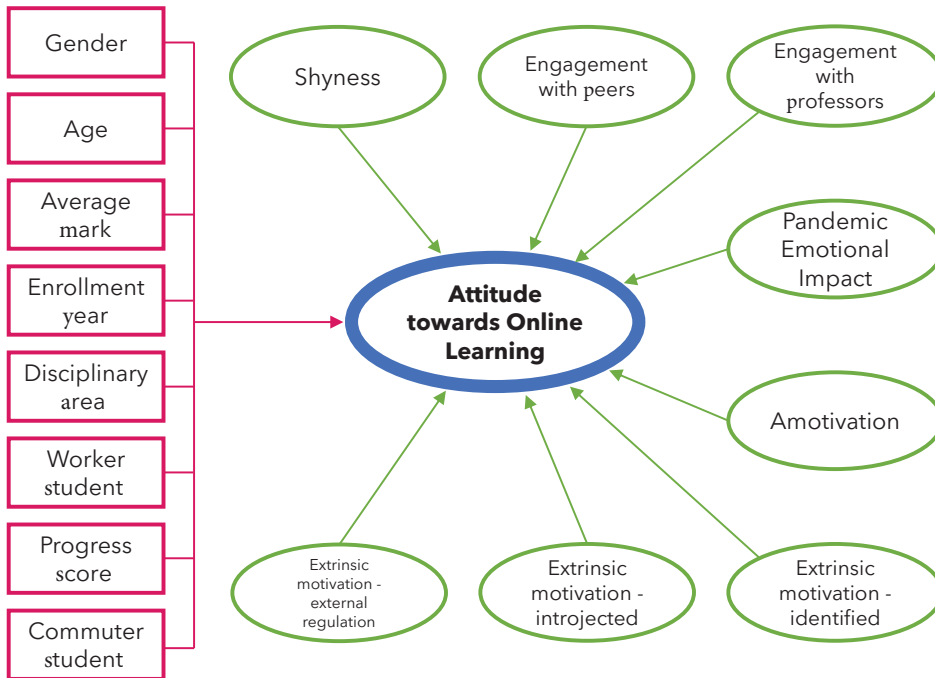 Gender
Age
Average
mark
Enrollment
year
Disciplinary
area
Worker
student
Progress
score
Commuter
student
Shyness
Engagement
with peers
Engagement
with
professors
Pandemic
Emotional
Impact
Attitude
towards Online
Learning
Amotivation
Extrinsic
motivation -
external
regulation
Extrinsic
motivation -
introjected
Extrinsic
motivation -
identified